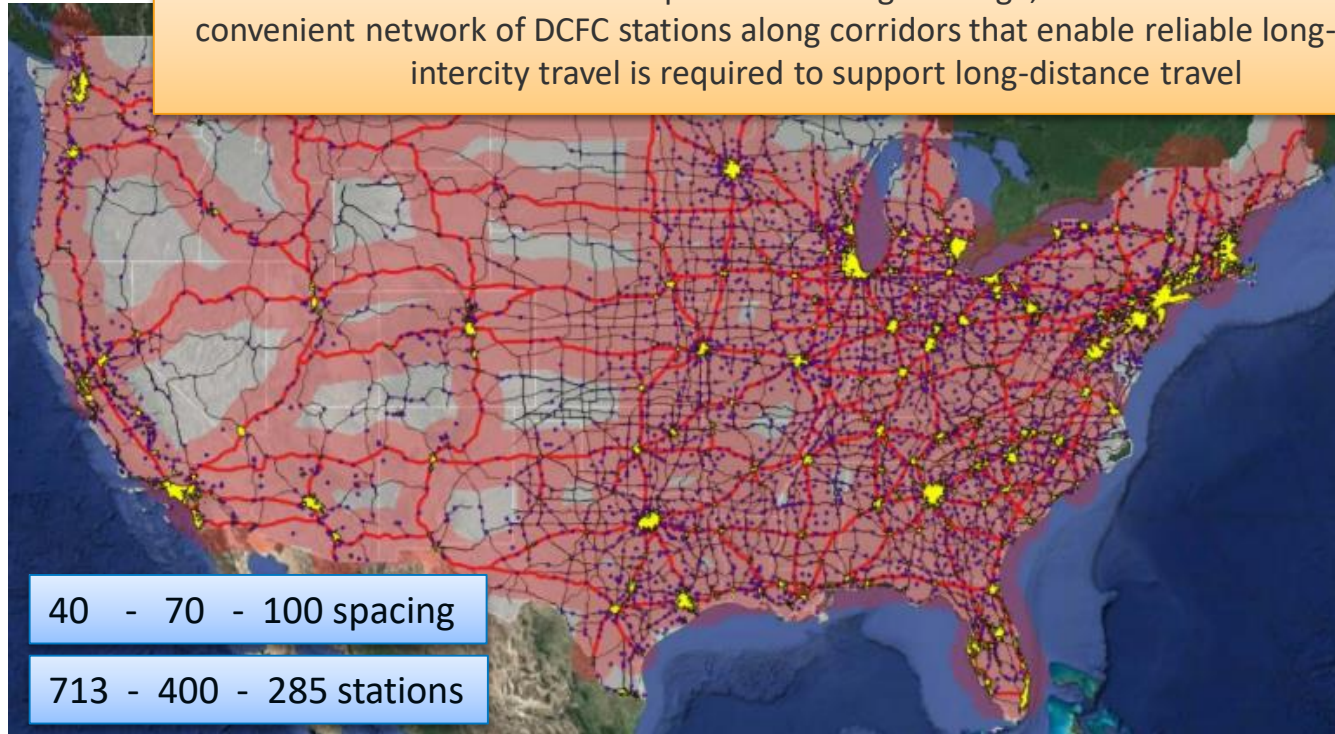 convenient network of DCFC stations along corridors that enable reliable long-
intercity travel is required to support long-distance travel
40 - 70 - 100 spacing
713 - 400 - 285 stations